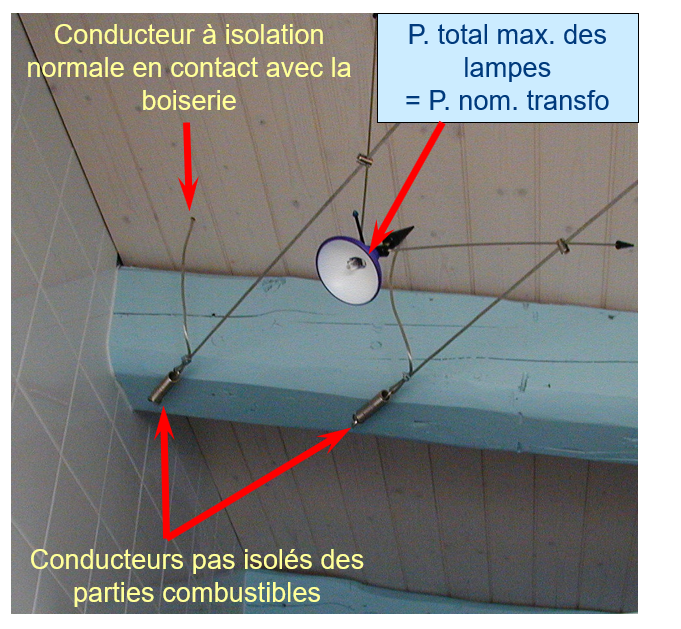 Conducteur à isolation
normale en contact avec la
boiserie
P. total max. des
lampes
= P. nom. transfo
Conducteurs pas isolés des
parties combustibles